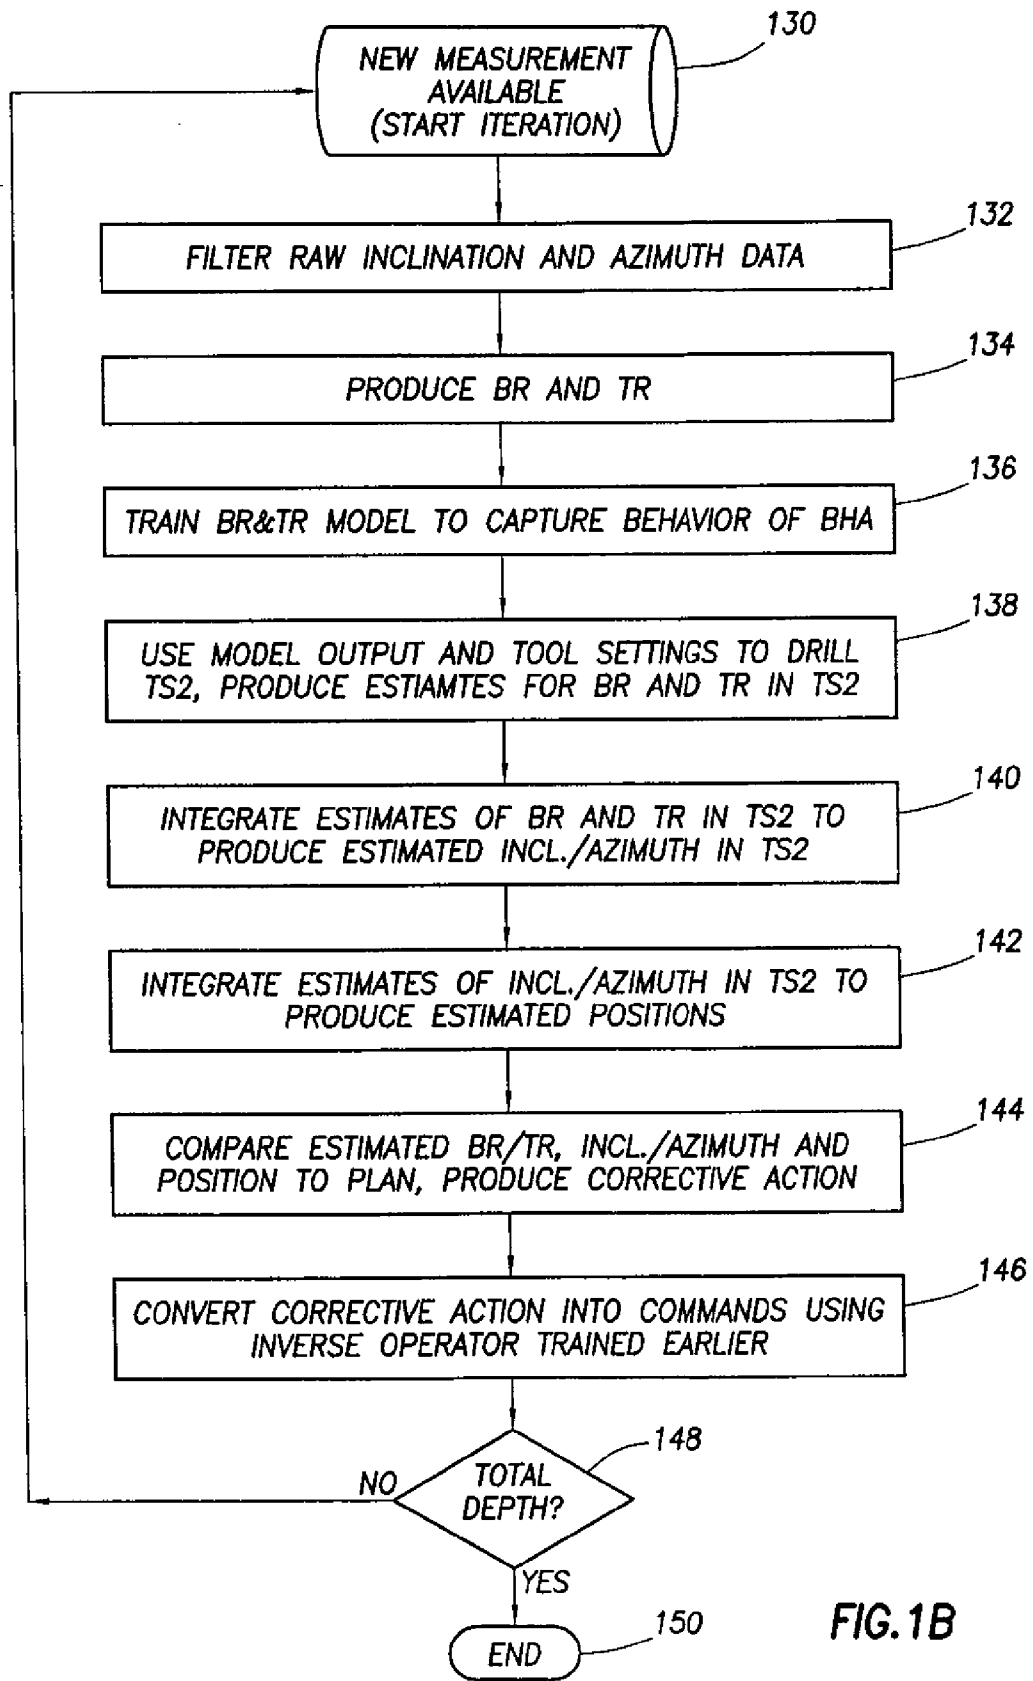 130
NEW MEASUREMENT
AVAILABLE
(START ITERATION)
132
FILTER RAW INCLINATION AND AZIMUTH DATA
134
PRODUCE BR AND TR
136
TRAIN BR&TR MODEL TO CAPTURE BEHAVIOR OF BHA
138
USE MODEL OUTPUT AND TOOL SETTINGS TO DRILL
TS2, PRODUCE ESTIAMTES FOR BR AND TR IN TS2
140
INTEGRATE ESTIMATES OF BR AND TR IN TS2 TO
PRODUCE ESTIMATED INCL./AZIMUTH IN TS2
142
INTEGRATE ESTIMATES OF INCL./AZIMUTH IN TS2 TO
PRODUCE ESTIMATED POSITIONS
144
COMPARE ESTIMATED BR/TR, INCL./AZIMUTH AND
POSITION TO PLAN, PRODUCE CORRECTIVE ACTION
146
CONVERT CORRECTIVE ACTION INTO COMMANDS USING
INVERSE OPERATOR TRAINED EARLIER
148
NO
TOTAL
DEPTH?
YES
150
END
FIG.1B